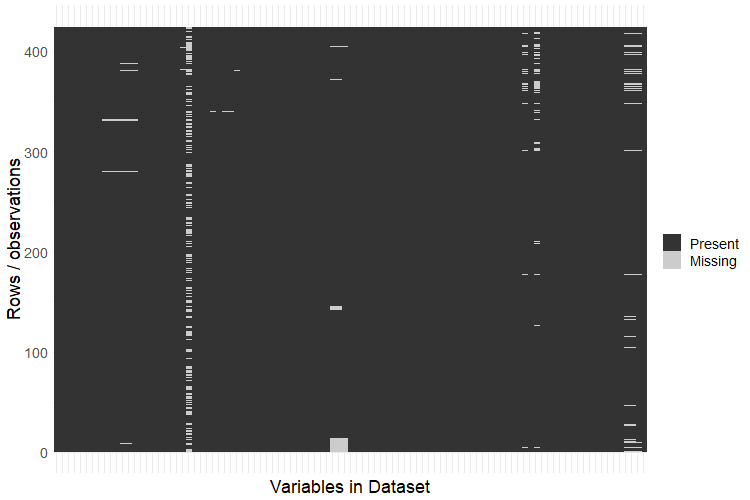 400
300
200
100
0
Rows / observations
Variables in Dataset
Present
Missing